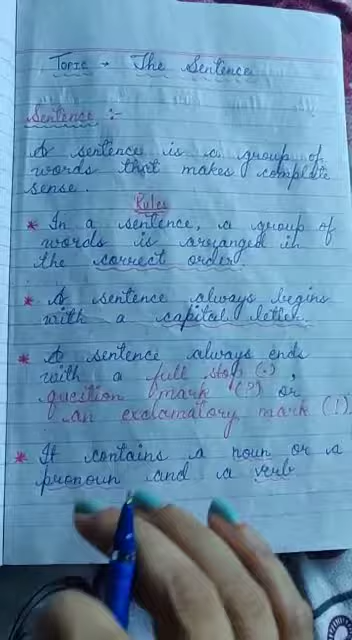 Topic → The Sentence
Sentence :-
A sentence is a group of
words that makes complete
sense.
Rules
* In a sentence, a group of
words is arranged in
the correct order.
* A sentence always begins
with a capital letter.
* A sentence always ends
with a full stop (.) ,
question mark (?) or
an exclamatory mark (!)
* It contains a noun or a
pronoun and a verb